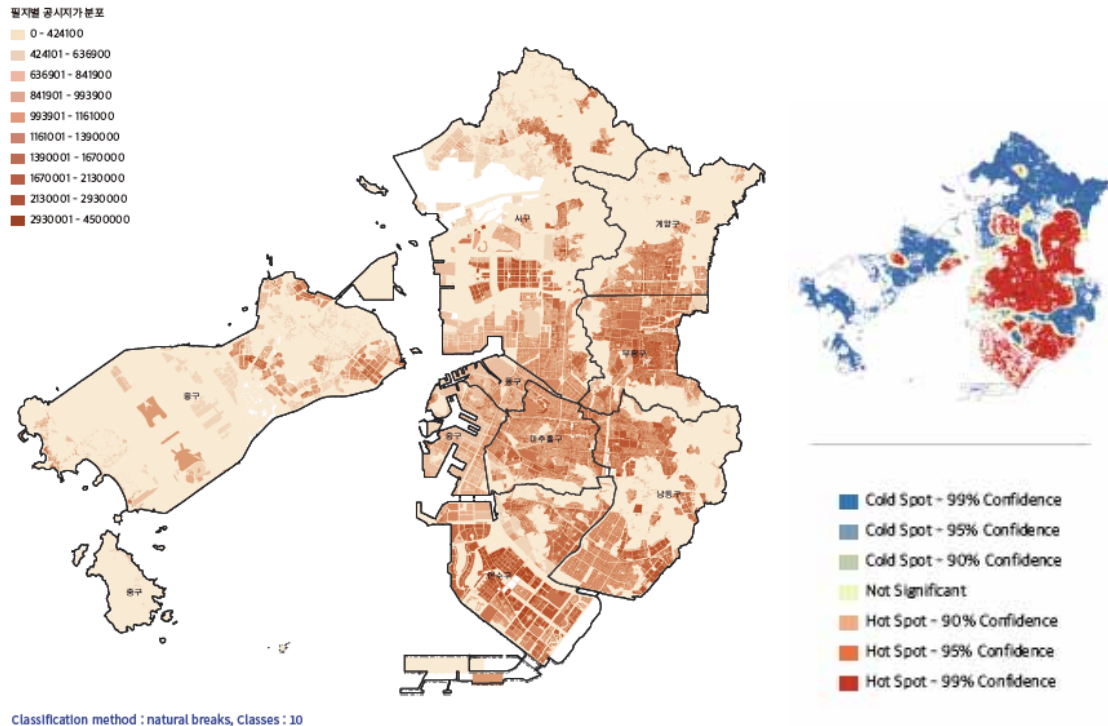 필지별 공시지가 분포
0 - 424100
424101 - 636900
636901 - 841900
841901 - 993900
993901 - 1161000
1161001 - 1390000
1390001 - 1670000
1670001 - 2130000
2130001 - 2930000
2930001 - 4500000
서구
계양구
부평구
동구
중구
미추홀구
남동구
연수구
중구
중구
Cold Spot - 99% Confidence
Cold Spot - 95% Confidence
Cold Spot - 90% Confidence
Not Significant
Hot Spot - 90% Confidence
Hot Spot - 95% Confidence
Hot Spot - 99% Confidence
Classification method : natural breaks, Classes : 10